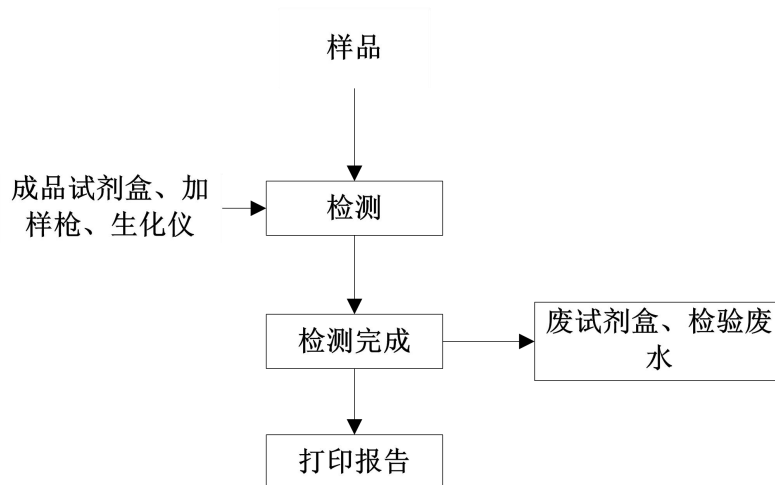 样品
成品试剂盒、加
样枪、生化仪
检测
检测完成
废试剂盒、检验废
水
打印报告